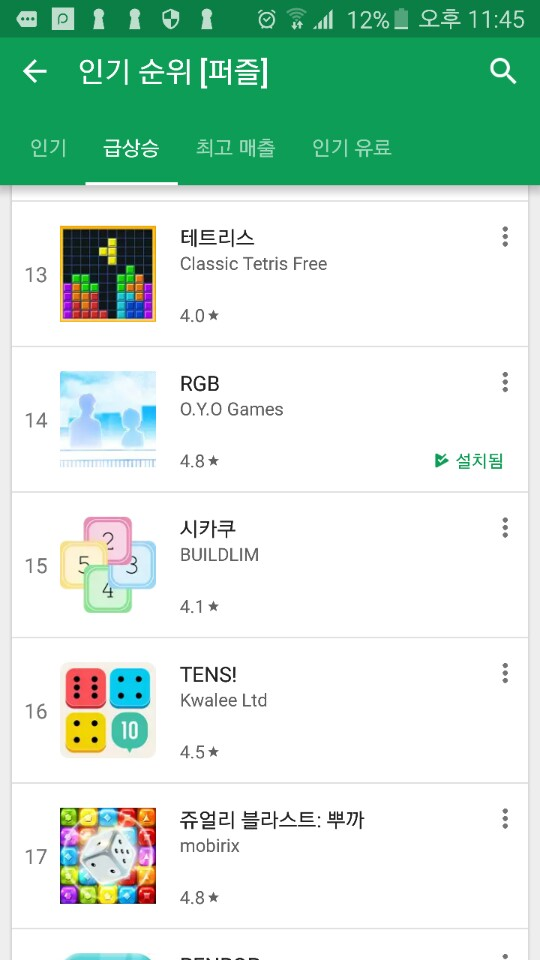 12% 오후 11:45
인기 순위 [퍼즐]
인기 급상승 최고 매출 인기 유료
13
테트리스
Classic Tetris Free
4.0★
14
RGB
O.Y.O Games
4.8★
설치됨
15
2
5 3
4
시카쿠
BUILDLIM
4.1★
16
10
TENS!
Kwalee Ltd
4.5★
17
쥬얼리 블라스트: 뿌까
mobirix
4.8★